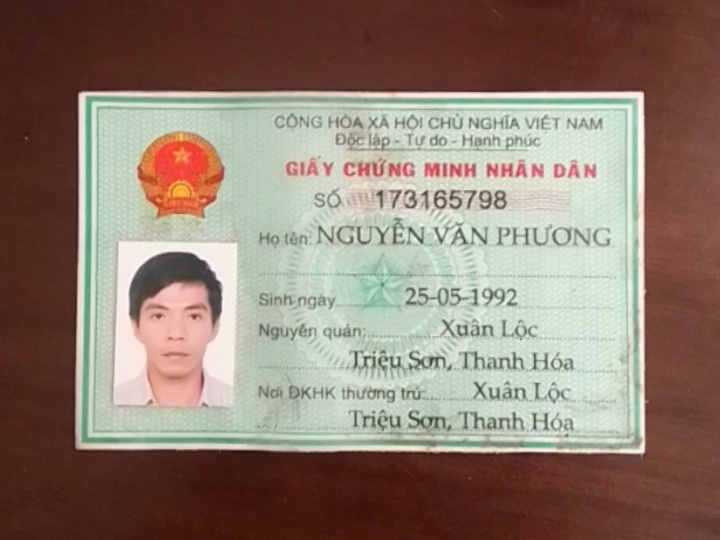 CỘNG HÒA XÃ HỘI CHỦ NGHĨA VIỆT NAM
Độc lập - Tự do - Hạnh phúc
GIẤY CHỨNG MINH NHÂN DÂN
SỐ 173165798
Họ tên: NGUYỄN VĂN PHƯƠNG
Sinh ngày 25-05-1992
Nguyên quán: Xuân Lộc
Triệu Sơn, Thanh Hóa
Nơi ĐKHK thường trú: Xuân Lộc
Triệu Sơn, Thanh Hóa
VIỆT NAM